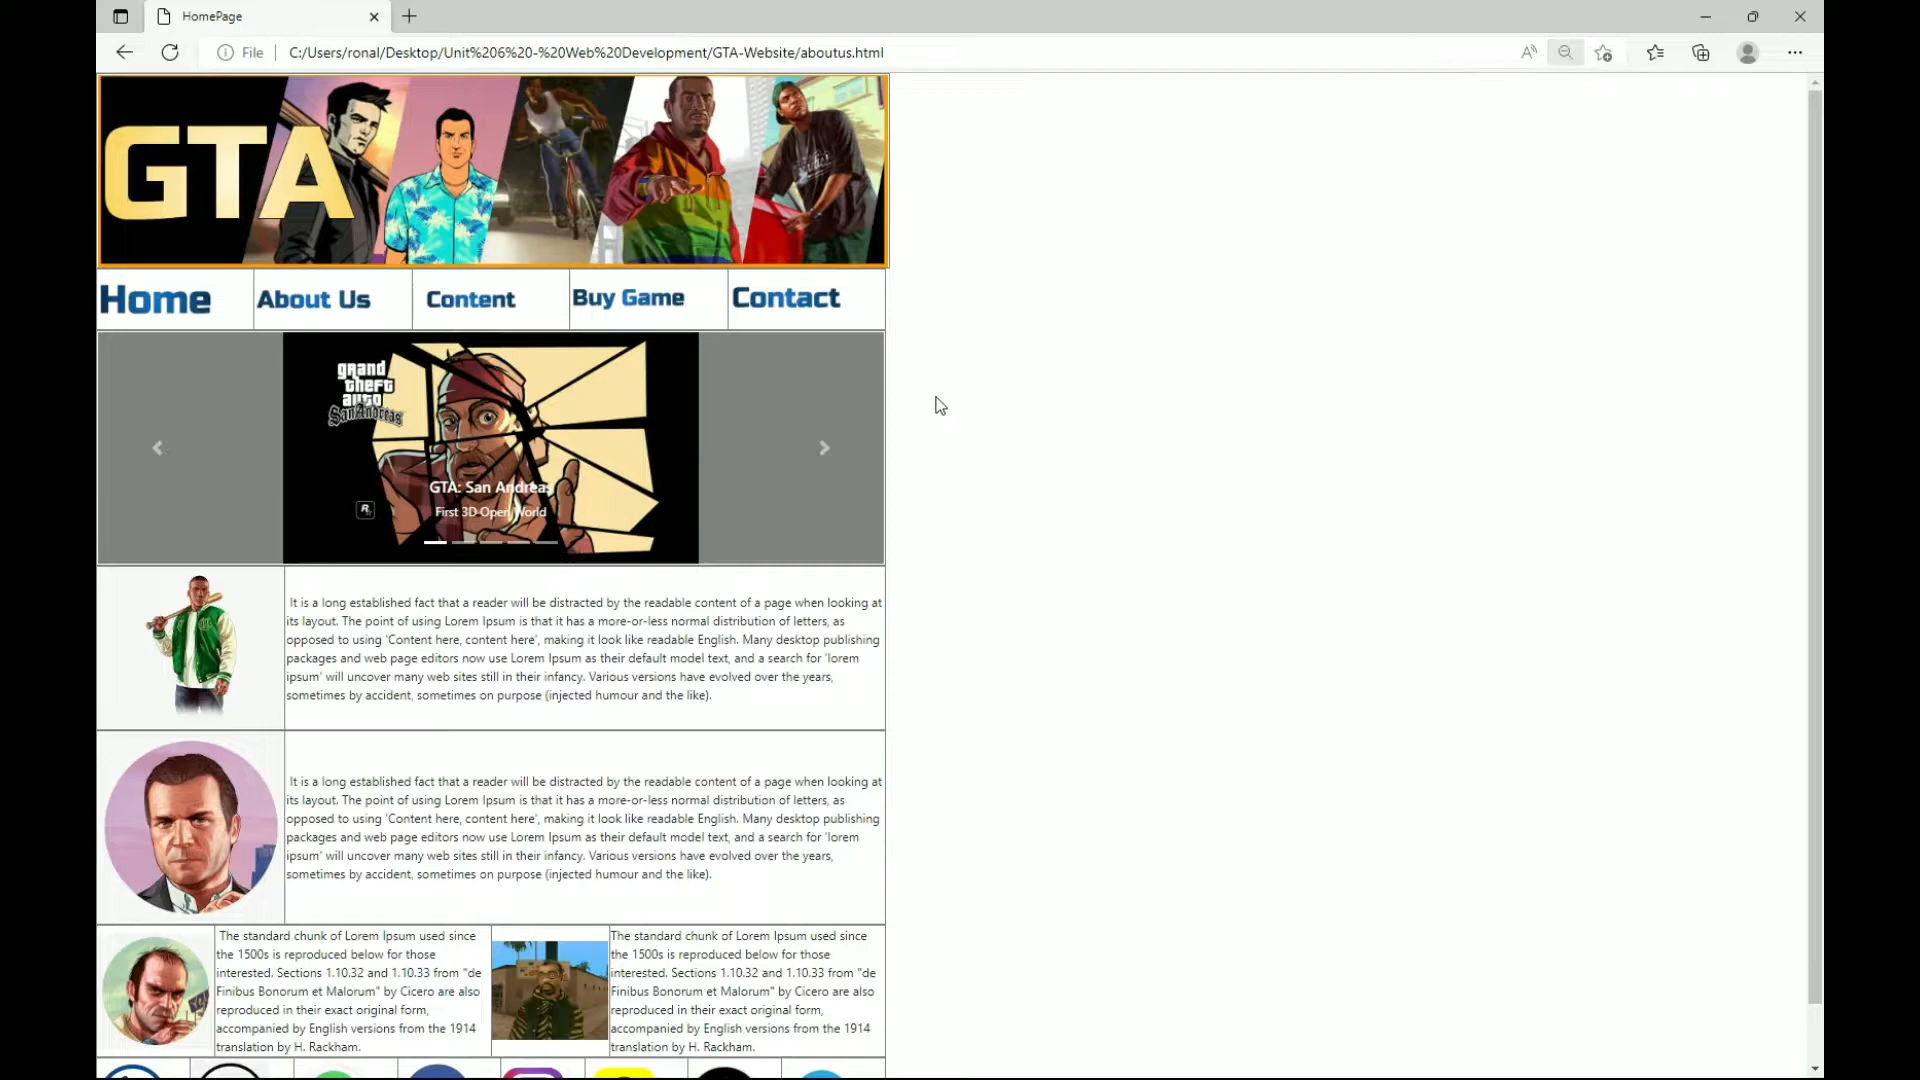 HomePage
File C:/Users/ronal/Desktop/Unit%206%20-%20Web%20Development/GTA-Website/aboutus.html
GTA
Home About Us Content Buy Game Contact
grand
theft
auto
San Andreas
GTA: San Andreas
First 3D Open World
R
It is a long established fact that a reader will be distracted by the readable content of a page when looking at
its layout. The point of using Lorem Ipsum is that it has a more-or-less normal distribution of letters, as
opposed to using 'Content here, content here', making it look like readable English. Many desktop publishing
packages and web page editors now use Lorem Ipsum as their default model text, and a search for 'lorem
ipsum' will uncover many web sites still in their infancy. Various versions have evolved over the years,
sometimes by accident, sometimes on purpose (injected humour and the like).
It is a long established fact that a reader will be distracted by the readable content of a page when looking at
its layout. The point of using Lorem Ipsum is that it has a more-or-less normal distribution of letters, as
opposed to using 'Content here, content here', making it look like readable English. Many desktop publishing
packages and web page editors now use Lorem Ipsum as their default model text, and a search for 'lorem
ipsum' will uncover many web sites still in their infancy. Various versions have evolved over the years,
sometimes by accident, sometimes on purpose (injected humour and the like).
The standard chunk of Lorem Ipsum used since
the 1500s is reproduced below for those
interested. Sections 1.10.32 and 1.10.33 from "de
Finibus Bonorum et Malorum" by Cicero are also
reproduced in their exact original form,
accompanied by English versions from the 1914
translation by H. Rackham.
The standard chunk of Lorem Ipsum used since
the 1500s is reproduced below for those
interested. Sections 1.10.32 and 1.10.33 from "de
Finibus Bonorum et Malorum" by Cicero are also
reproduced in their exact original form,
accompanied by English versions from the 1914
translation by H. Rackham.